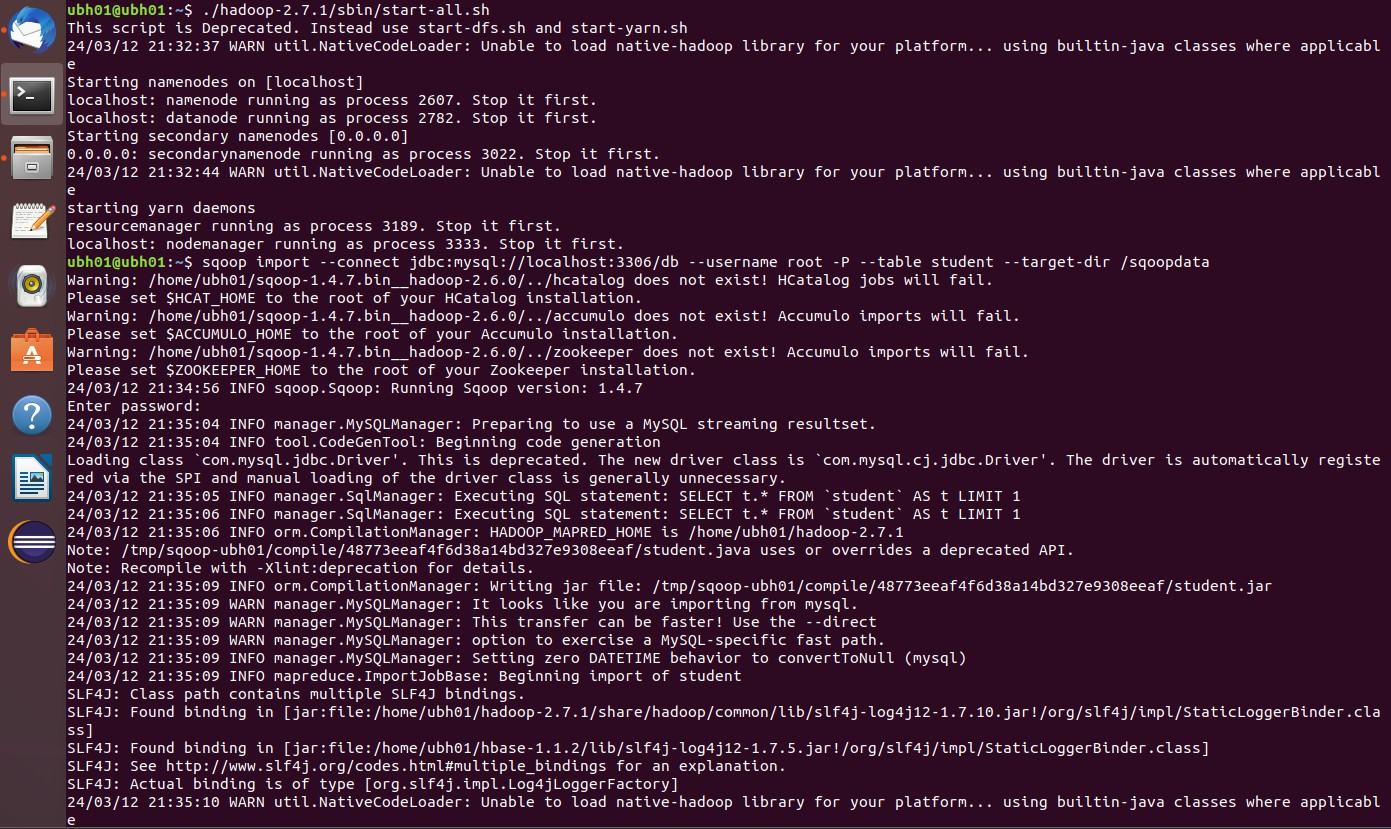 ubh01@ubh01:~$ ./hadoop-2.7.1/sbin/start-all.sh
This script is Deprecated. Instead use start-dfs.sh and start-yarn.sh
24/03/12 21:32:37 WARN util.NativeCodeLoader: Unable to load native-hadoop library for your platform... using builtin-java classes where applicabl
e
Starting namenodes on [localhost]
localhost: namenode running as process 2607. Stop it first.
localhost: datanode running as process 2782. Stop it first.
Starting secondary namenodes [0.0.0.0]
0.0.0.0: secondarynamenode running as process 3022. Stop it first.
24/03/12 21:32:44 WARN util.NativeCodeLoader: Unable to load native-hadoop library for your platform... using builtin-java classes where applicabl
e
starting yarn daemons
resourcemanager running as process 3189. Stop it first.
localhost: nodemanager running as process 3333. Stop it first.
ubh01@ubh01:~$ sqoop import --connect jdbc:mysql://localhost:3306/db --username root -P --table student --target-dir /sqoopdata
Warning: /home/ubh01/sqoop-1.4.7.bin__hadoop-2.6.0/../hcatalog does not exist! HCatalog jobs will fail.
Please set $HCAT_HOME to the root of your HCatalog installation.
Warning: /home/ubh01/sqoop-1.4.7.bin__hadoop-2.6.0/../accumulo does not exist! Accumulo imports will fail.
Please set $ACCUMULO_HOME to the root of your Accumulo installation.
Warning: /home/ubh01/sqoop-1.4.7.bin__hadoop-2.6.0/../zookeeper does not exist! Accumulo imports will fail.
Please set $ZOOKEEPER_HOME to the root of your Zookeeper installation.
24/03/12 21:34:56 INFO sqoop.Sqoop: Running Sqoop version: 1.4.7
Enter password:
24/03/12 21:35:04 INFO manager.MySQLManager: Preparing to use a MySQL streaming resultset.
24/03/12 21:35:04 INFO tool.CodeGenTool: Beginning code generation
Loading class `com.mysql.jdbc.Driver'. This is deprecated. The new driver class is `com.mysql.cj.jdbc.Driver'. The driver is automatically registe
red via the SPI and manual loading of the driver class is generally unnecessary.
24/03/12 21:35:05 INFO manager.SqlManager: Executing SQL statement: SELECT t.* FROM `student` AS t LIMIT 1
24/03/12 21:35:06 INFO manager.SqlManager: Executing SQL statement: SELECT t.* FROM `student` AS t LIMIT 1
24/03/12 21:35:06 INFO orm.CompilationManager: HADOOP_MAPRED_HOME is /home/ubh01/hadoop-2.7.1
Note: /tmp/sqoop-ubh01/compile/48773eeaf4f6d38a14bd327e9308eeaf/student.java uses or overrides a deprecated API.
Note: Recompile with -Xlint:deprecation for details.
24/03/12 21:35:09 INFO orm.CompilationManager: Writing jar file: /tmp/sqoop-ubh01/compile/48773eeaf4f6d38a14bd327e9308eeaf/student.jar
24/03/12 21:35:09 WARN manager.MySQLManager: It looks like you are importing from mysql.
24/03/12 21:35:09 WARN manager.MySQLManager: This transfer can be faster! Use the --direct
24/03/12 21:35:09 WARN manager.MySQLManager: option to exercise a MySQL-specific fast path.
24/03/12 21:35:09 INFO manager.MySQLManager: Setting zero DATETIME behavior to convertToNull (mysql)
24/03/12 21:35:09 INFO mapreduce.ImportJobBase: Beginning import of student
SLF4J: Class path contains multiple SLF4J bindings.
SLF4J: Found binding in [jar:file:/home/ubh01/hadoop-2.7.1/share/hadoop/common/lib/slf4j-log4j12-1.7.10.jar!/org/slf4j/impl/StaticLoggerBinder.cla
ss]
SLF4J: Found binding in [jar:file:/home/ubh01/hbase-1.1.2/lib/slf4j-log4j12-1.7.5.jar!/org/slf4j/impl/StaticLoggerBinder.class]
SLF4J: See http://www.slf4j.org/codes.html#multiple_bindings for an explanation.
SLF4J: Actual binding is of type [org.slf4j.impl.Log4jLoggerFactory]
24/03/12 21:35:10 WARN util.NativeCodeLoader: Unable to load native-hadoop library for your platform... using builtin-java classes where applicabl
e